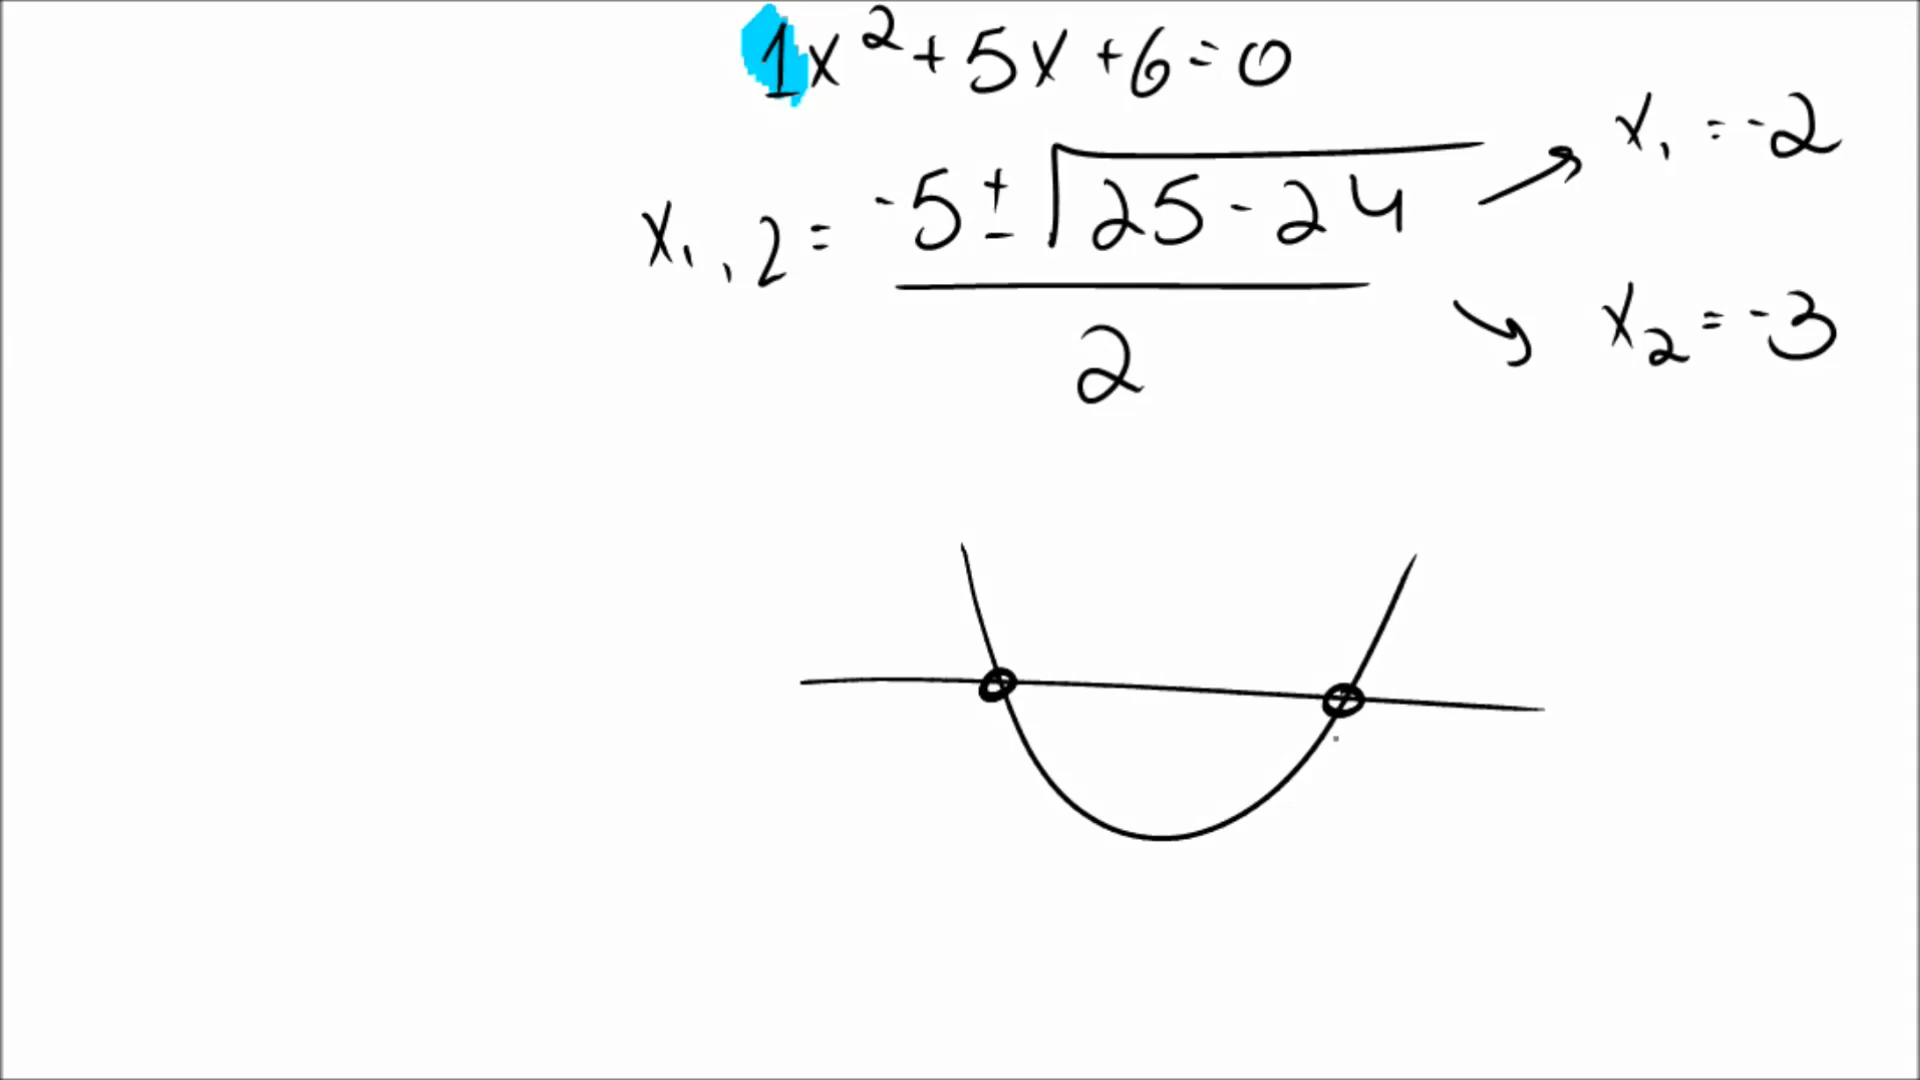 1x²+5x+6=0
x₁,₂ = -5±√25-24 / 2
x₁ = -2
x₂ = -3